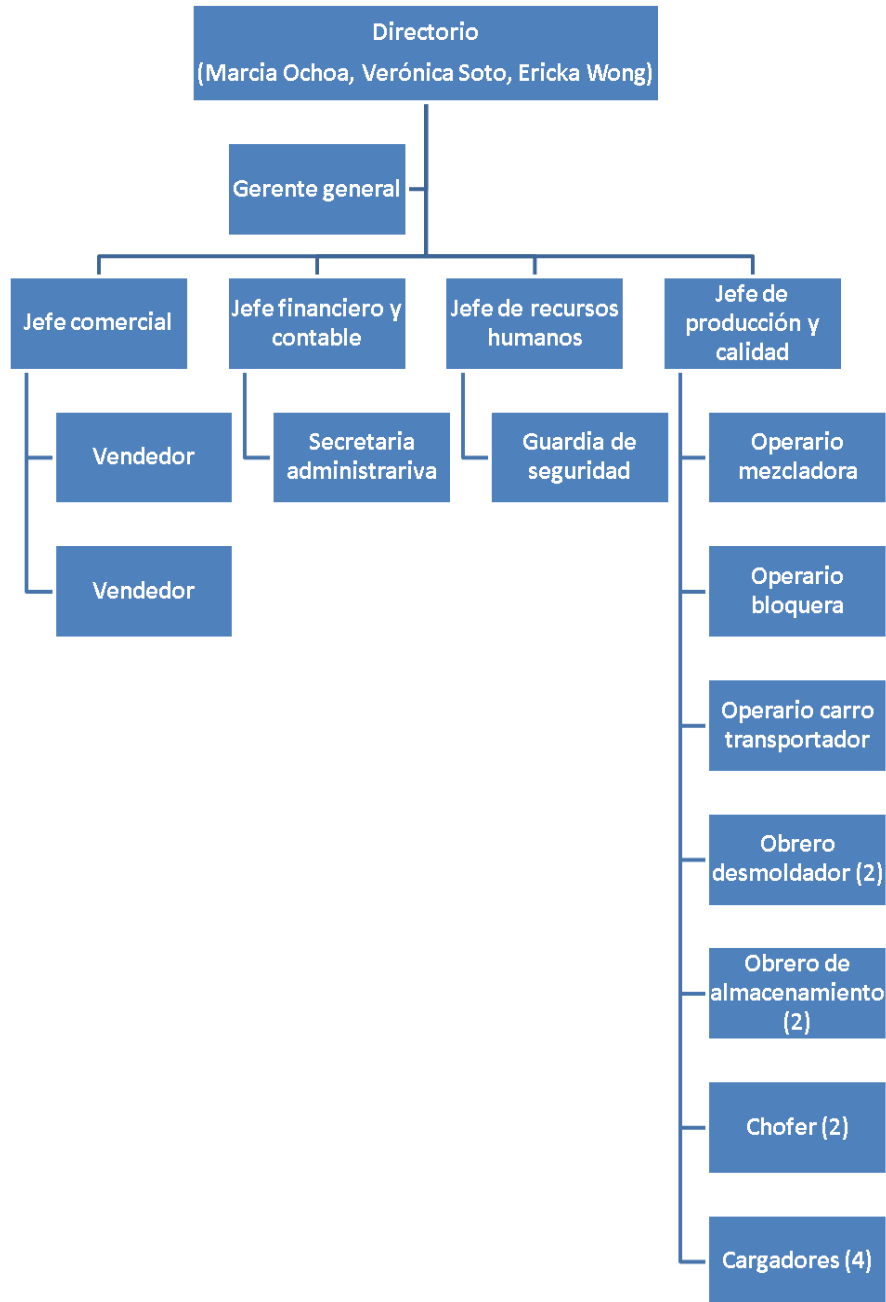 Directorio
(Marcia Ochoa, Verónica Soto, Ericka Wong)
Gerente general
Jefe comercial
Jefe financiero y
contable
Jefe de recursos
humanos
Jefe de
producción y
calidad
Vendedor
Secretaria
administrariva
Guardia de
seguridad
Operario
mezcladora
Vendedor
Operario
bloquera
Operario carro
transportador
Obrero
desmoldador (2)
Obrero de
almacenamiento
(2)
Chofer (2)
Cargadores (4)